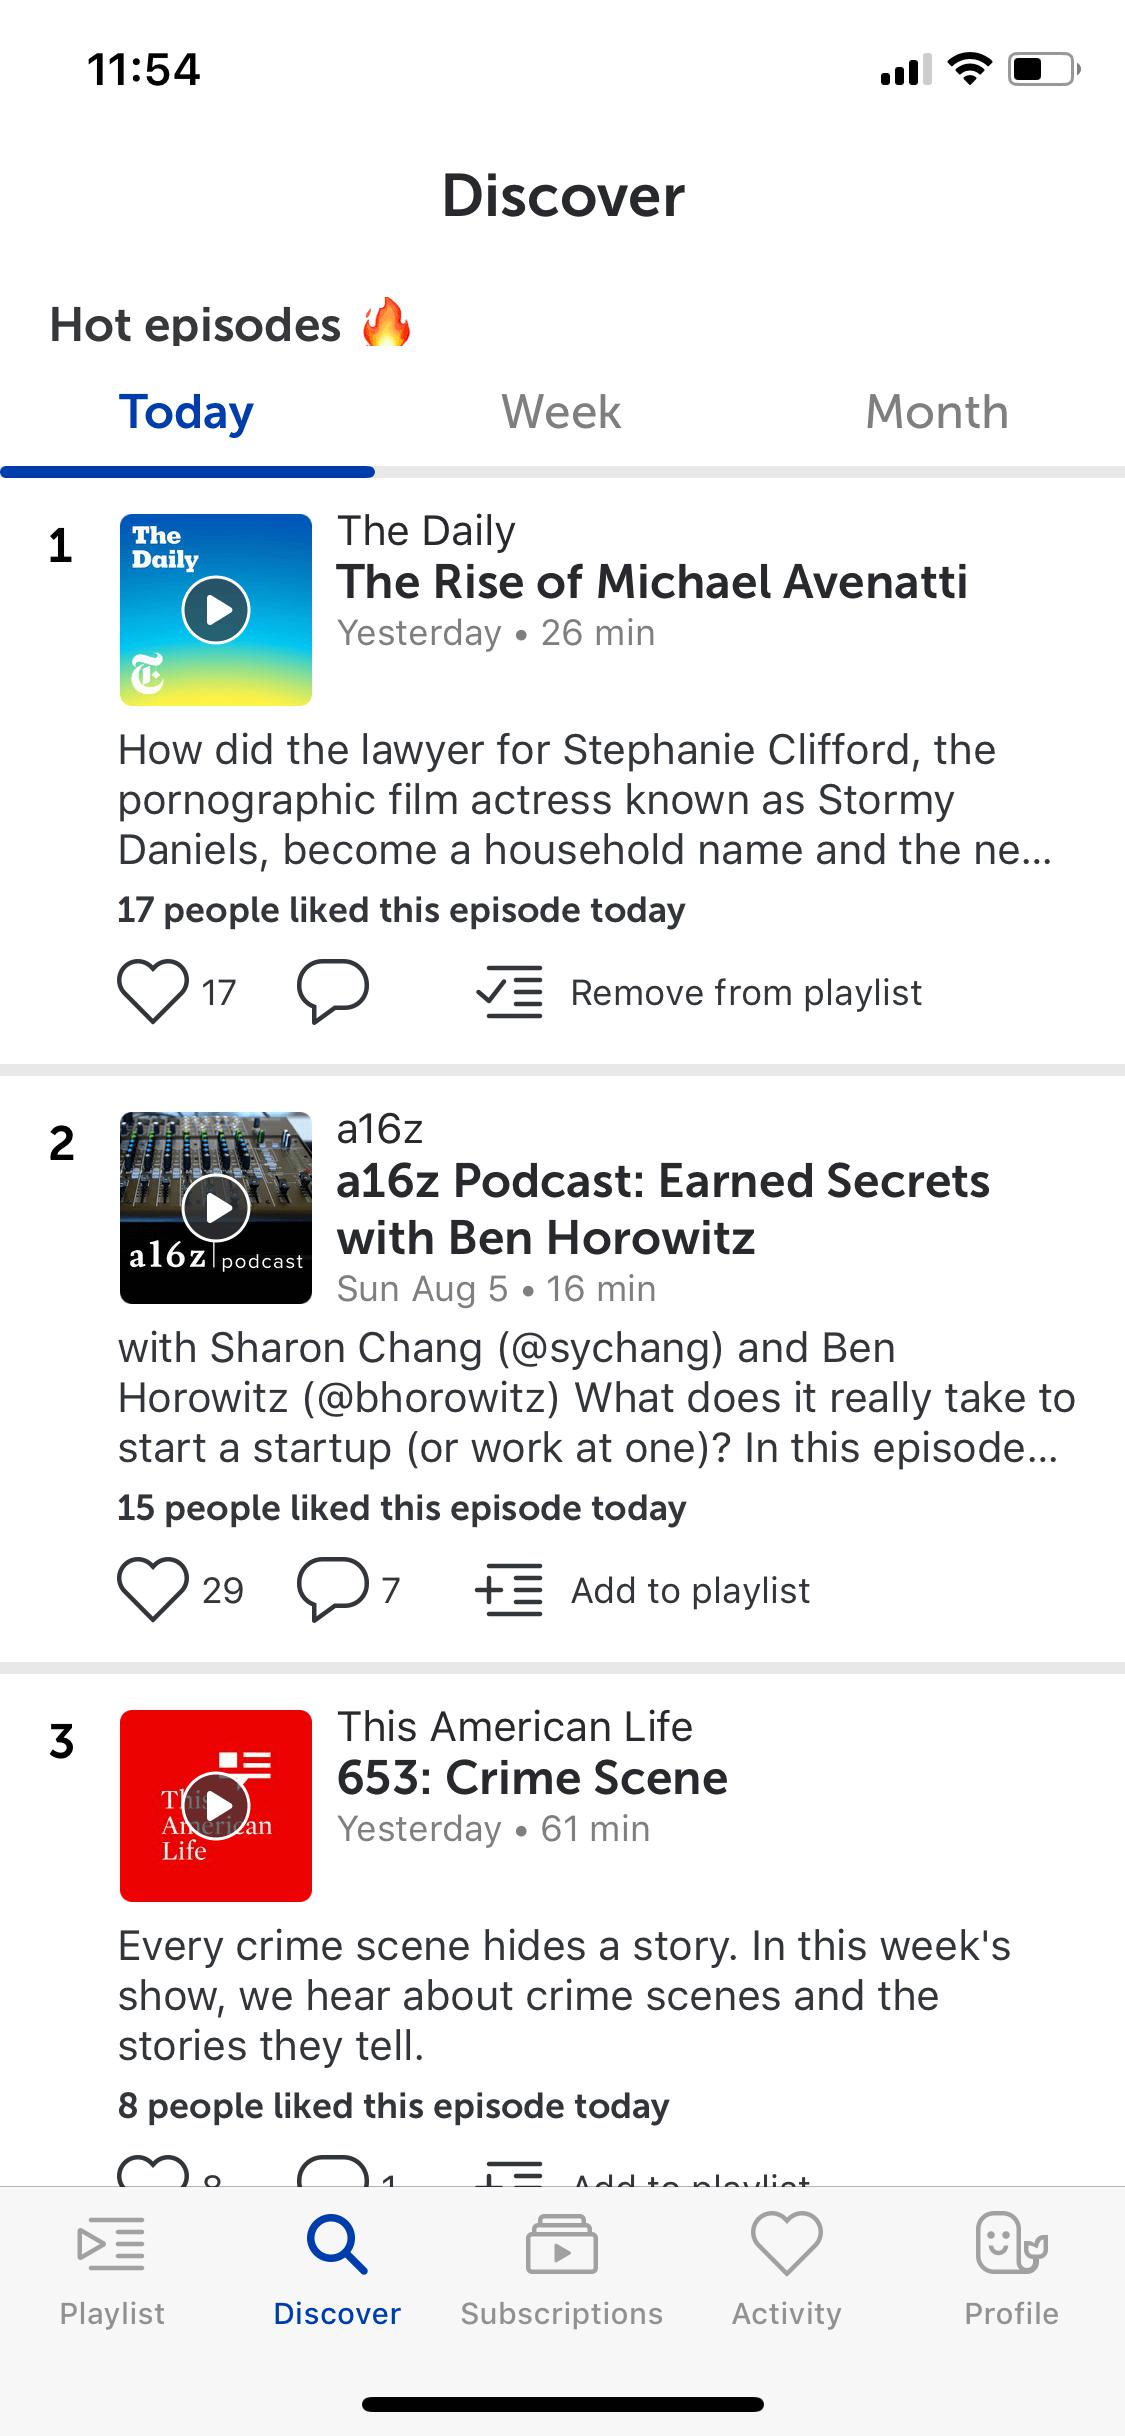 11:54
Discover
Hot episodes 🔥
Today
Week
Month
1
The
Daily
The Daily
The Rise of Michael Avenatti
Yesterday • 26 min
How did the lawyer for Stephanie Clifford, the
pornographic film actress known as Stormy
Daniels, become a household name and the ne...
17 people liked this episode today
17
Remove from playlist
2
a16z | podcast
a16z
a16z Podcast: Earned Secrets
with Ben Horowitz
Sun Aug 5 • 16 min
with Sharon Chang (@sychang) and Ben
Horowitz (@bhorowitz) What does it really take to
start a startup (or work at one)? In this episode...
15 people liked this episode today
29
7
Add to playlist
3
This
American
Life
This American Life
653: Crime Scene
Yesterday • 61 min
Every crime scene hides a story. In this week's
show, we hear about crime scenes and the
stories they tell.
8 people liked this episode today
8
1
Add to playlist
Playlist
Discover
Subscriptions
Activity
Profile